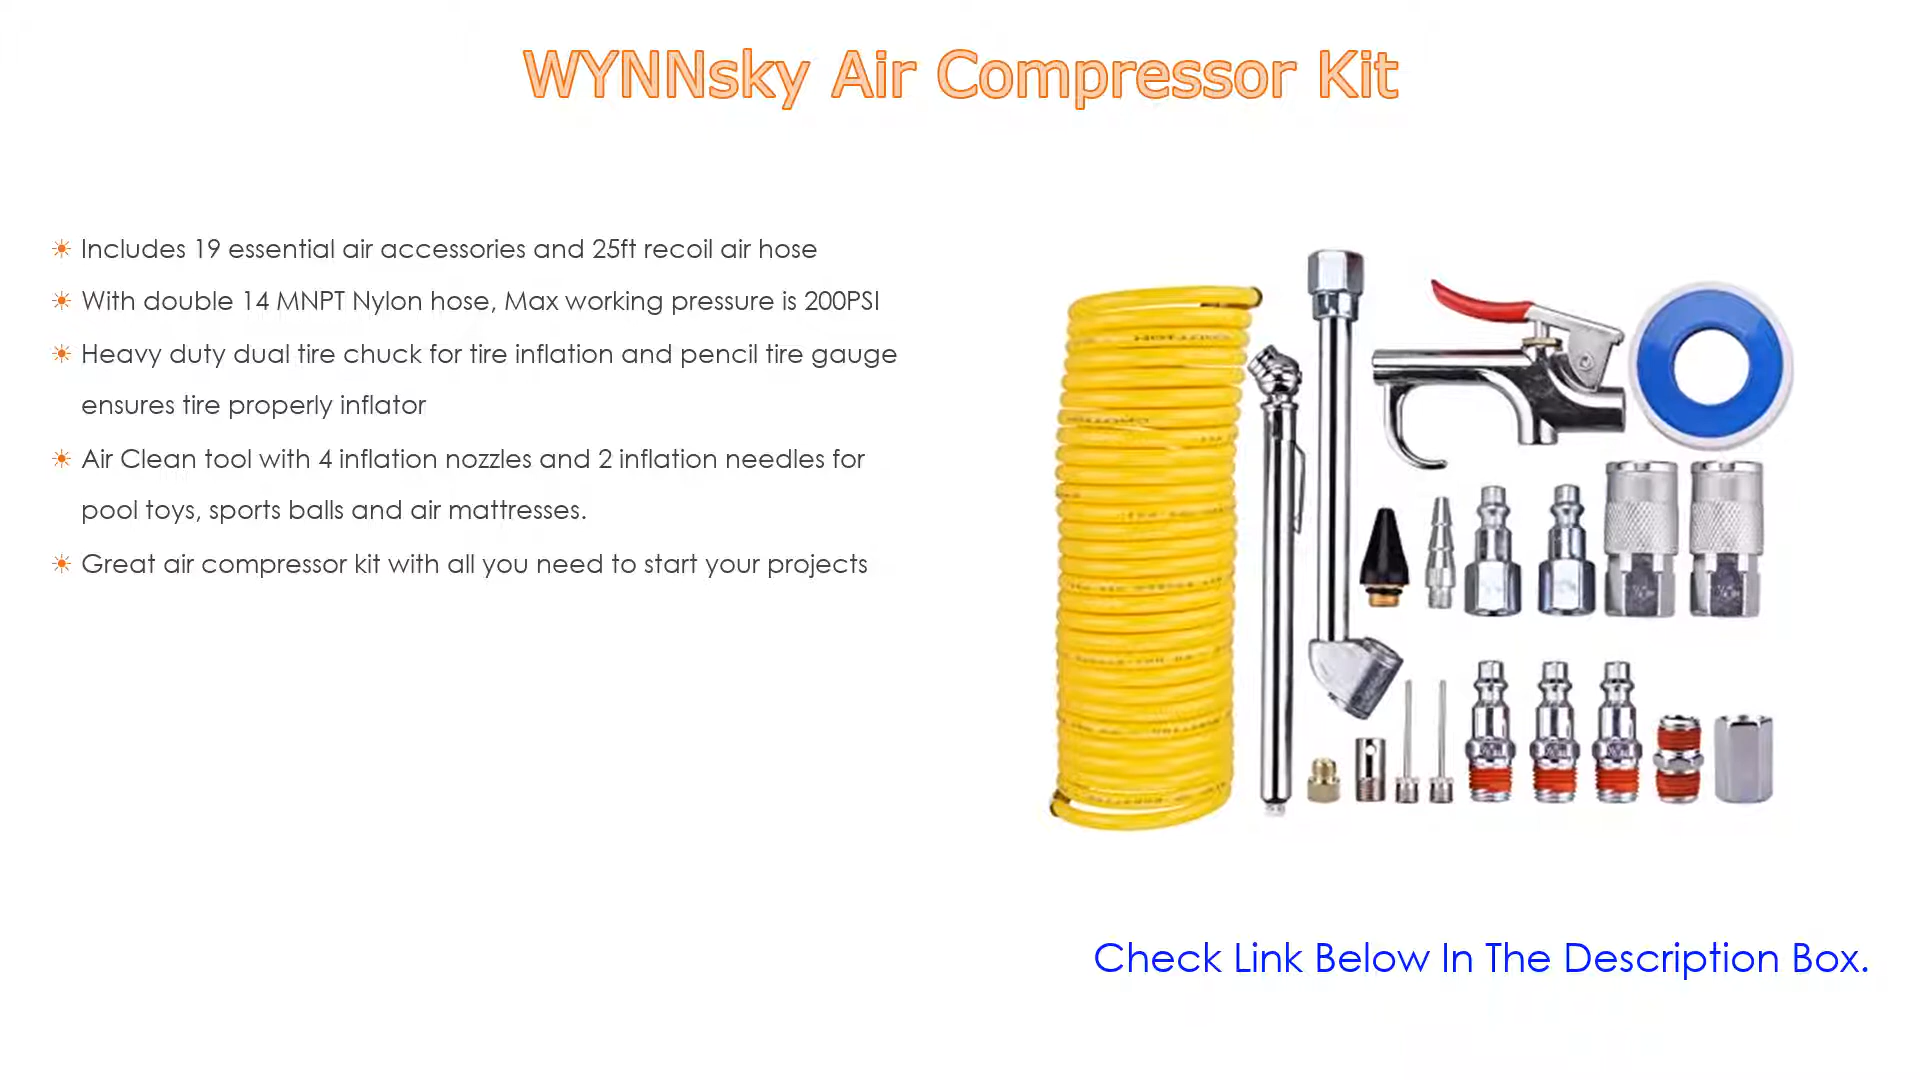 WYNNsky Air Compressor Kit
Includes 19 essential air accessories and 25ft recoil air hose
With double 14 MNPT Nylon hose, Max working pressure is 200PSI
Heavy duty dual tire chuck for tire inflation and pencil tire gauge
ensures tire properly inflator
Air Clean tool with 4 inflation nozzles and 2 inflation needles for
pool toys, sports balls and air mattresses.
Great air compressor kit with all you need to start your projects
Check Link Below In The Description Box.